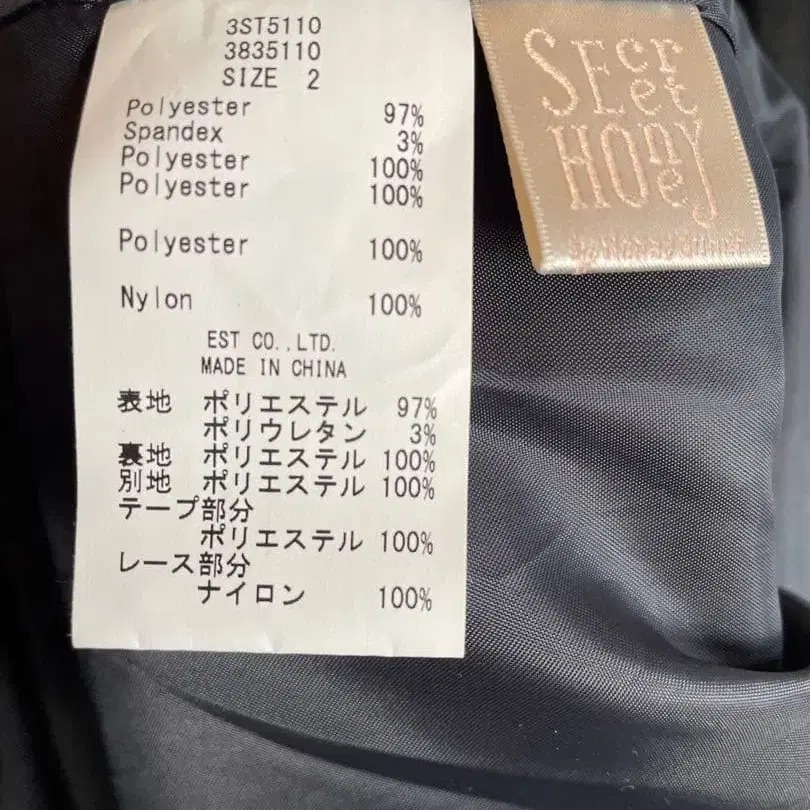 3ST5110
3835110
SIZE 2
Polyester 97%
Spandex 3%
Polyester 100%
Polyester 100%
Polyester 100%
Nylon 100%
EST CO.,LTD.
MADE IN CHINA
表地 ポリエステル 97%
ポリウレタン 3%
裏地 ポリエステル 100%
別地 ポリエステル 100%
テープ部分
ポリエステル 100%
レース部分
ナイロン 100%
SEcret
HOney